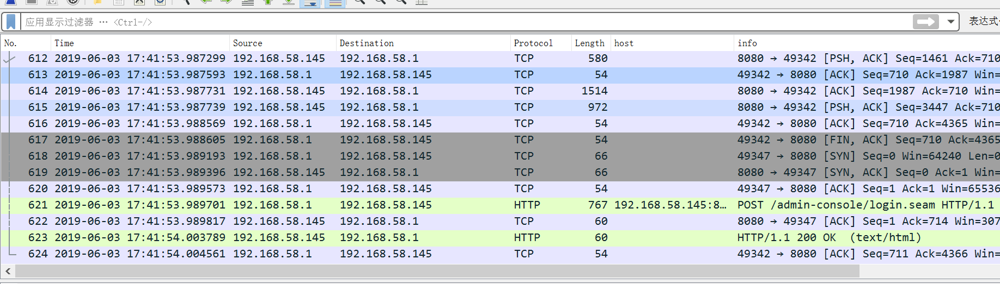 应用显示过滤器 … <Ctrl-/> 表达式
No. Time Source Destination Protocol Length host info
612 2019-06-03 17:41:53.987299 192.168.58.145 192.168.58.1 TCP 580 8080 → 49342 [PSH, ACK] Seq=1461 Ack=710
613 2019-06-03 17:41:53.987593 192.168.58.1 192.168.58.145 TCP 54 49342 → 8080 [ACK] Seq=710 Ack=1987 Win=
614 2019-06-03 17:41:53.987731 192.168.58.145 192.168.58.1 TCP 1514 8080 → 49342 [ACK] Seq=1987 Ack=710 Win=
615 2019-06-03 17:41:53.987739 192.168.58.145 192.168.58.1 TCP 972 8080 → 49342 [PSH, ACK] Seq=3447 Ack=710
616 2019-06-03 17:41:53.988569 192.168.58.1 192.168.58.145 TCP 54 49342 → 8080 [ACK] Seq=710 Ack=4365 Win=
617 2019-06-03 17:41:53.988605 192.168.58.1 192.168.58.145 TCP 54 49342 → 8080 [FIN, ACK] Seq=710 Ack=4365
618 2019-06-03 17:41:53.989193 192.168.58.1 192.168.58.145 TCP 66 49347 → 8080 [SYN] Seq=0 Win=64240 Len=0
619 2019-06-03 17:41:53.989396 192.168.58.145 192.168.58.1 TCP 66 8080 → 49347 [SYN, ACK] Seq=0 Ack=1 Win=
620 2019-06-03 17:41:53.989573 192.168.58.1 192.168.58.145 TCP 54 49347 → 8080 [ACK] Seq=1 Ack=1 Win=65536
621 2019-06-03 17:41:53.989701 192.168.58.1 192.168.58.145 HTTP 767 192.168.58.145:8… POST /admin-console/login.seam HTTP/1.1
622 2019-06-03 17:41:53.989817 192.168.58.145 192.168.58.1 TCP 60 8080 → 49347 [ACK] Seq=1 Ack=714 Win=307
623 2019-06-03 17:41:54.003789 192.168.58.145 192.168.58.1 HTTP 60 HTTP/1.1 200 OK (text/html)
624 2019-06-03 17:41:54.004561 192.168.58.1 192.168.58.145 TCP 54 49342 → 8080 [ACK] Seq=711 Ack=4366 Win=